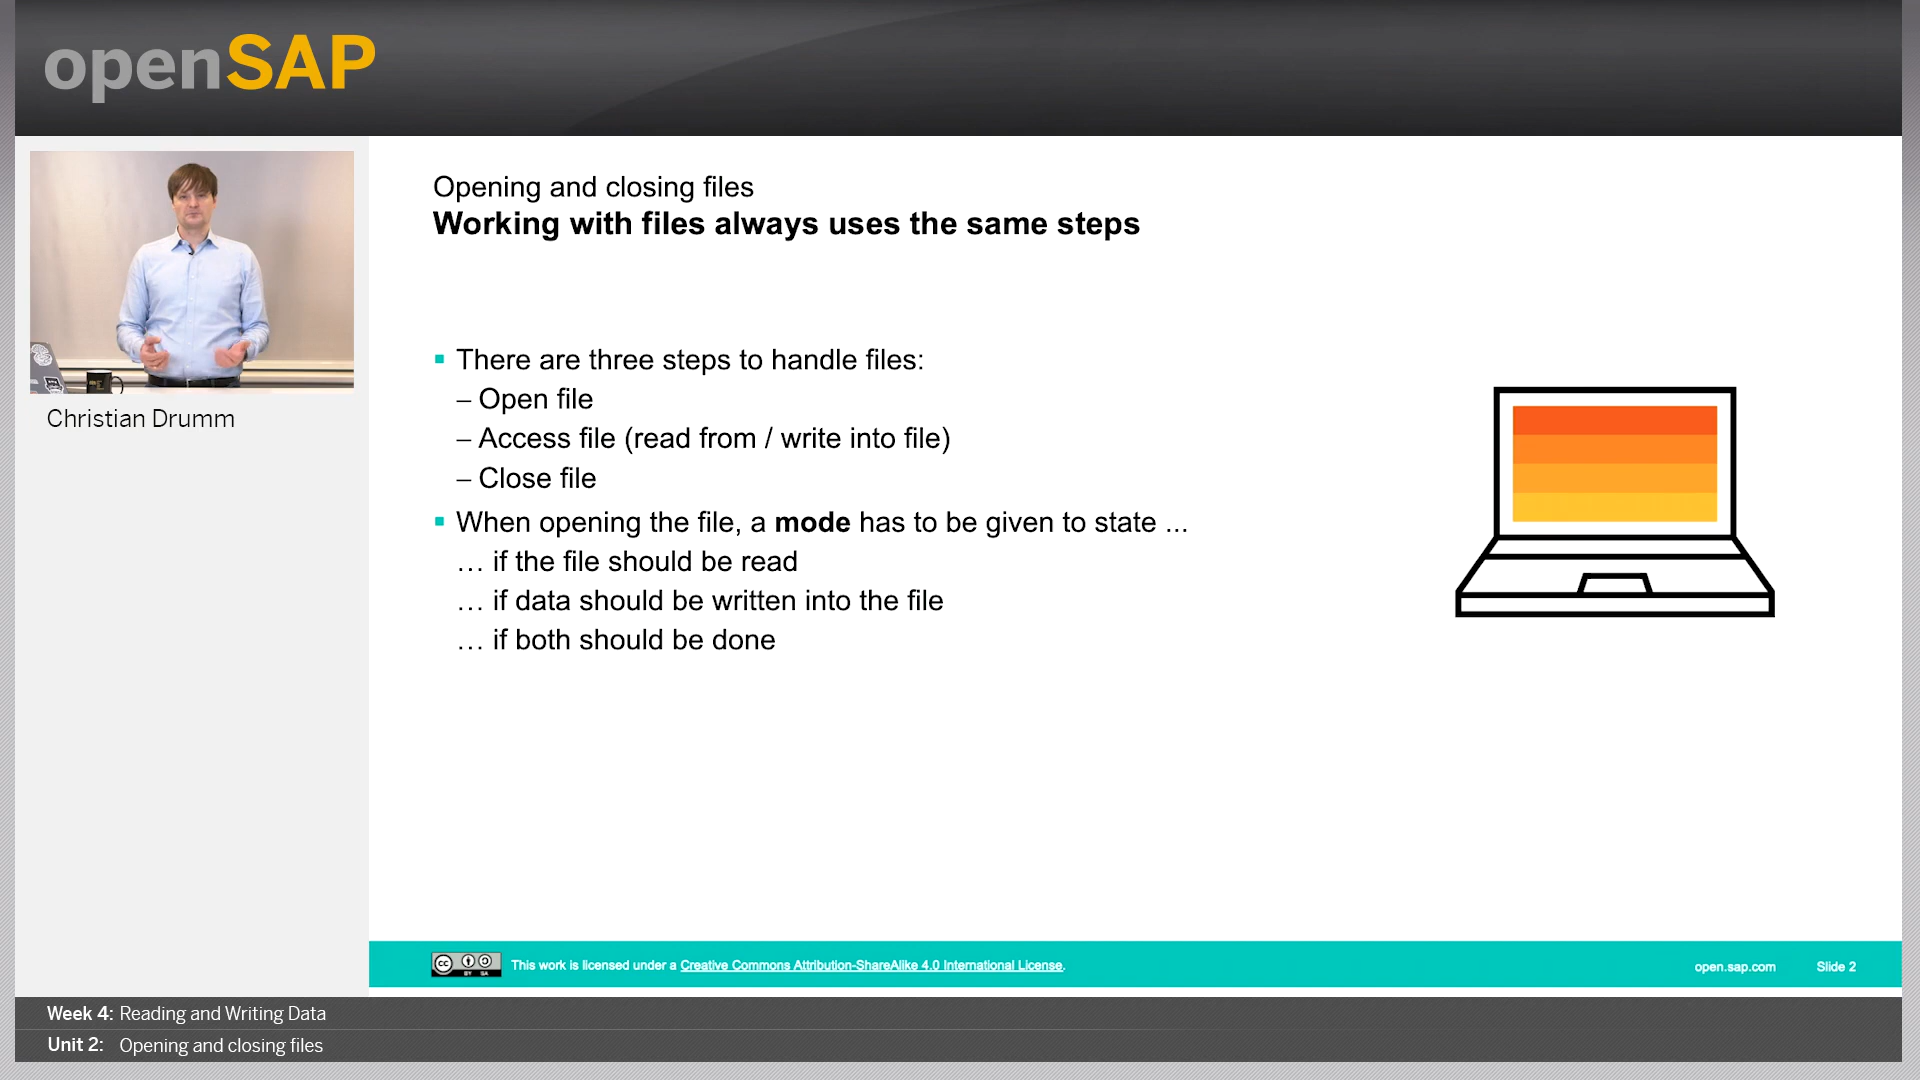 openSAP
Christian Drumm
Opening and closing files
Working with files always uses the same steps
▪ There are three steps to handle files:
– Open file
– Access file (read from / write into file)
– Close file
▪ When opening the file, a mode has to be given to state ...
… if the file should be read
… if data should be written into the file
… if both should be done
cc BY SA This work is licensed under a Creative Commons Attribution-ShareAlike 4.0 International License.
open.sap.com Slide 2
Week 4: Reading and Writing Data
Unit 2: Opening and closing files